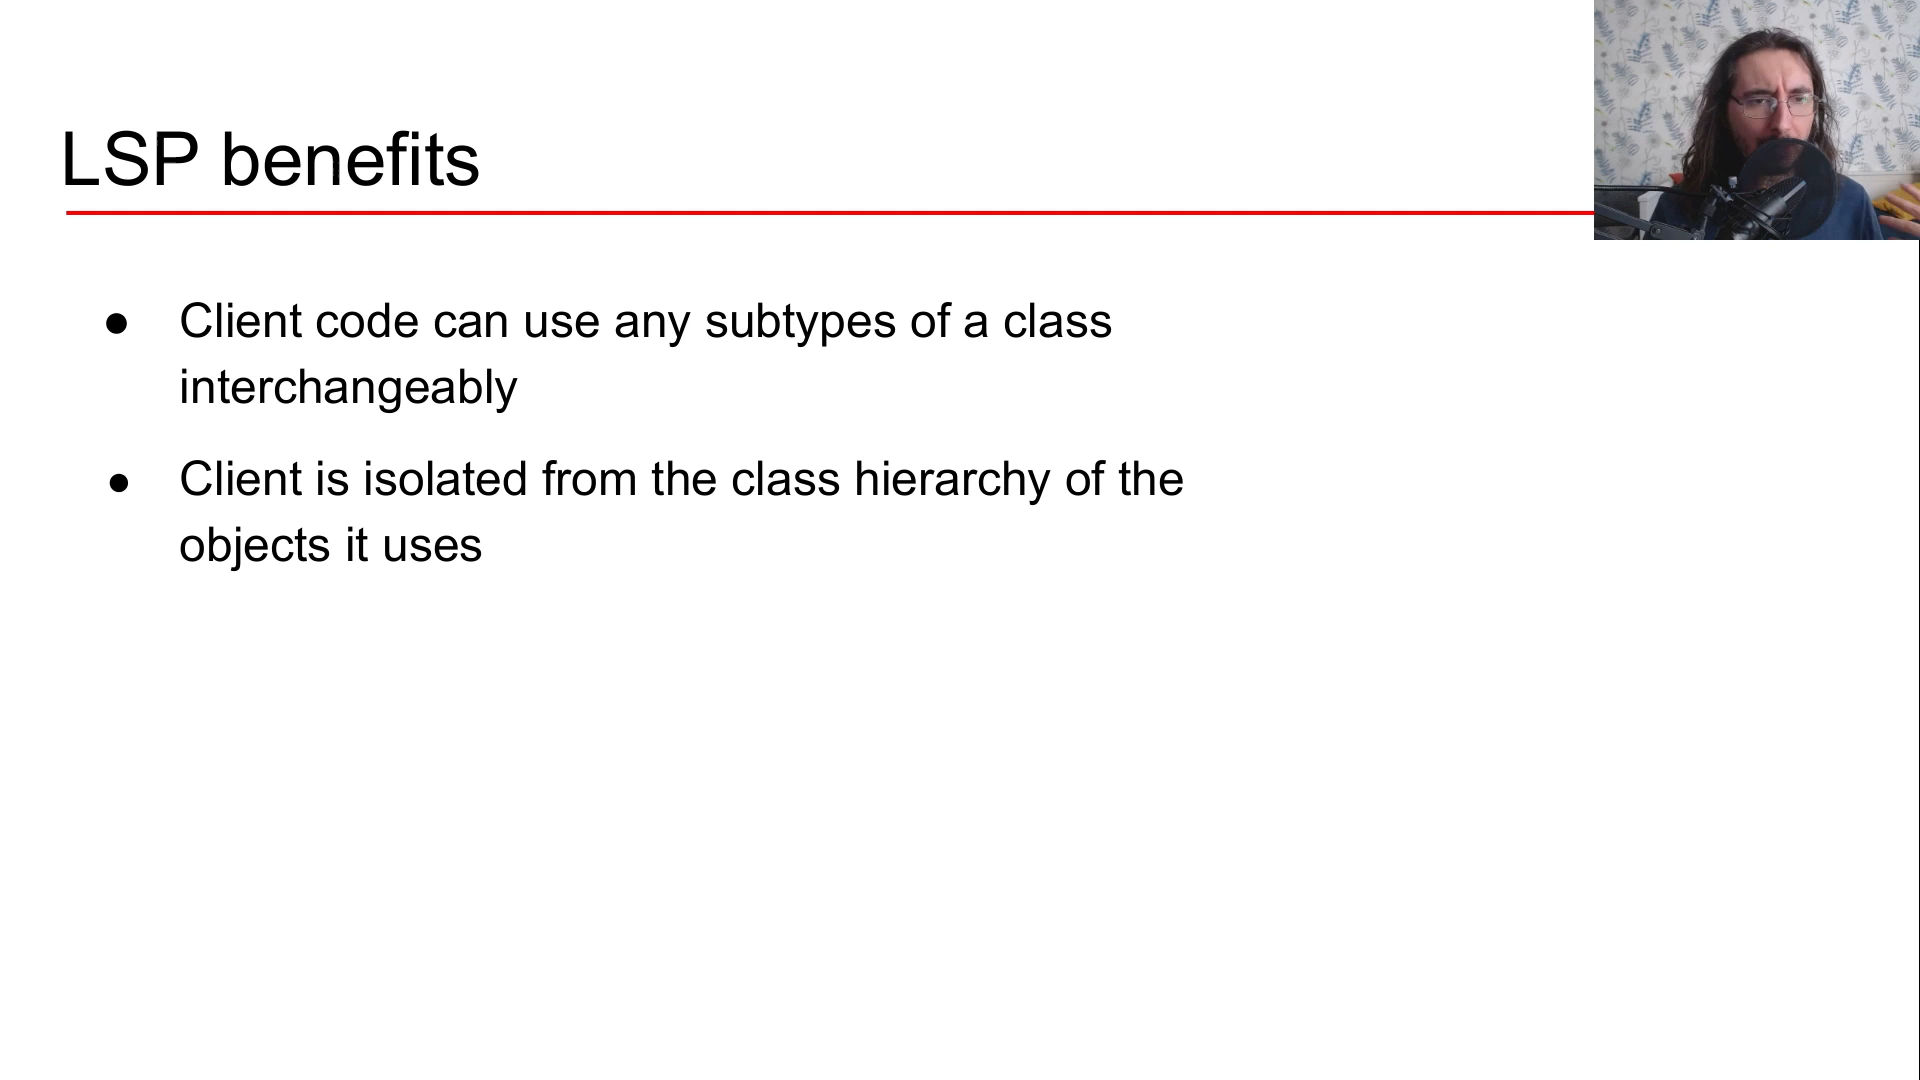 LSP benefits
● Client code can use any subtypes of a class
interchangeably
● Client is isolated from the class hierarchy of the
objects it uses